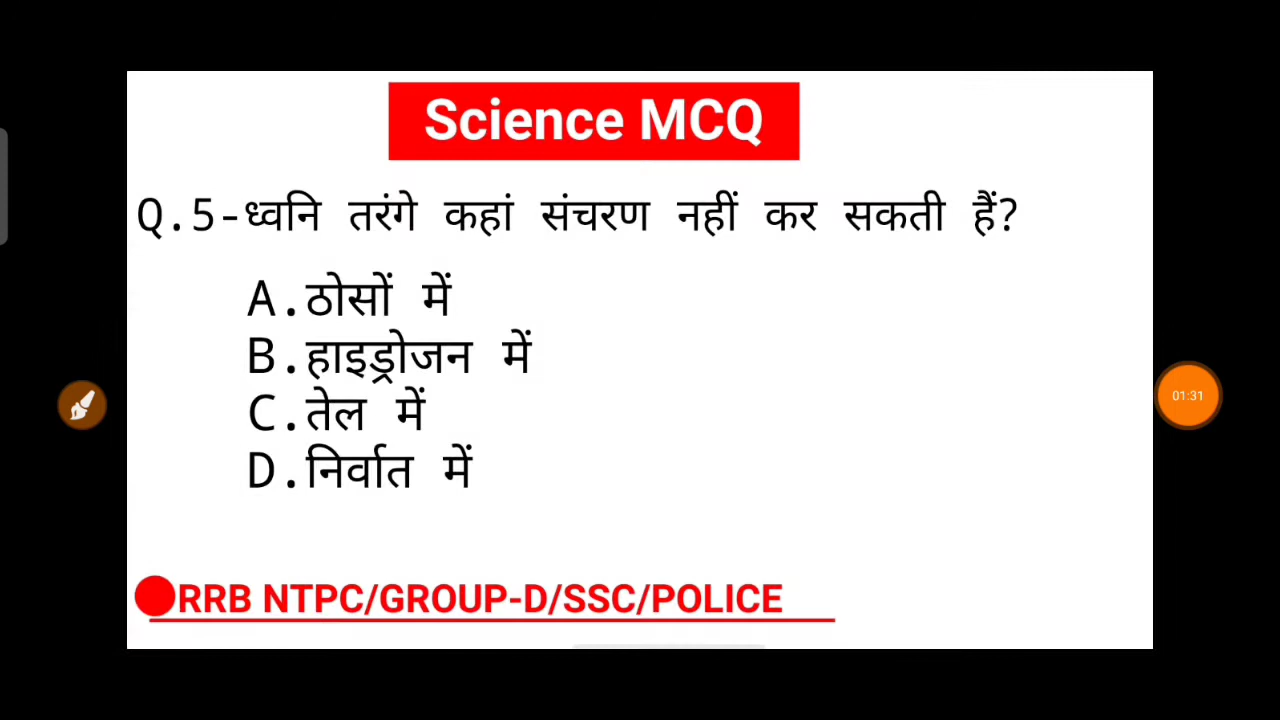 Science MCQ
Q.5-ध्वनि तरंगे कहां संचरण नहीं कर सकती हैं?
A.ठोसों में
B.हाइड्रोजन में
C.तेल में
D.निर्वात में
01:31
RRB NTPC/GROUP-D/SSC/POLICE